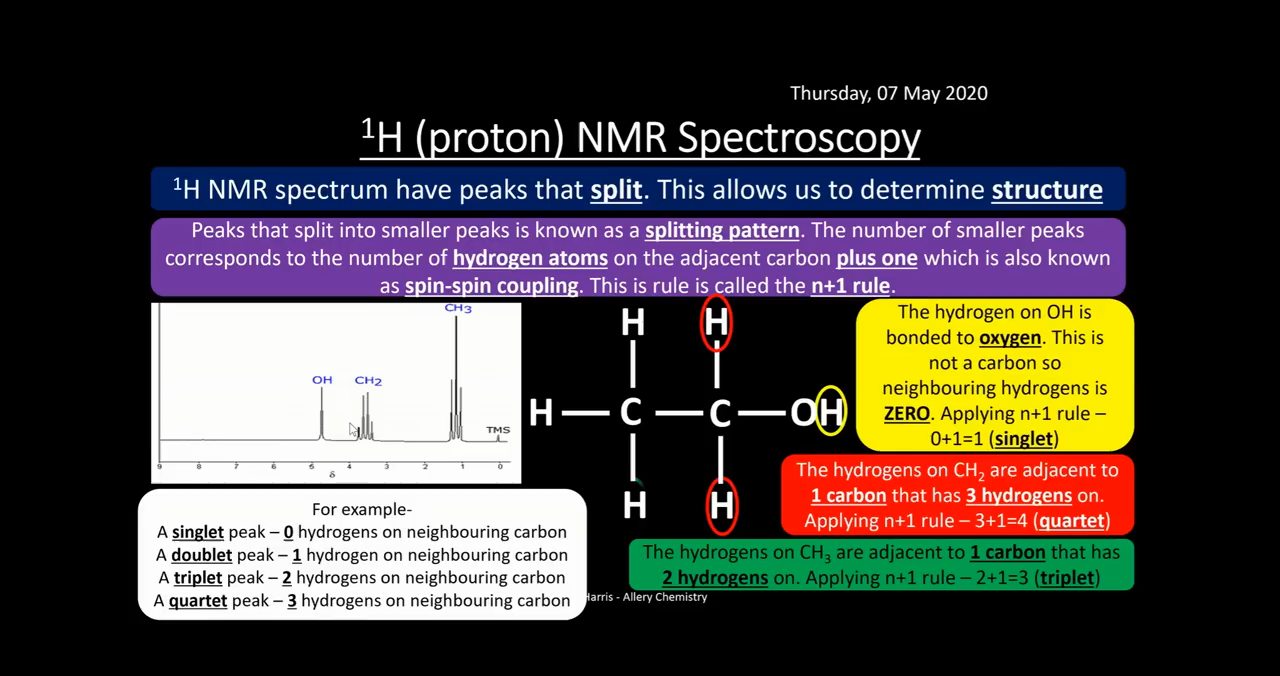 Thursday, 07 May 2020
¹H (proton) NMR Spectroscopy
¹H NMR spectrum have peaks that split. This allows us to determine structure
Peaks that split into smaller peaks is known as a splitting pattern. The number of smaller peaks
corresponds to the number of hydrogen atoms on the adjacent carbon plus one which is also known
as spin-spin coupling. This is rule is called the n+1 rule.
CH3
OH CH2
TMS
9 8 7 6 5 4 3 2 1 0
δ
H H
H C C OH
H H
The hydrogen on OH is
bonded to oxygen. This is
not a carbon so
neighbouring hydrogens is
ZERO. Applying n+1 rule –
0+1=1 (singlet)
The hydrogens on CH₂ are adjacent to
1 carbon that has 3 hydrogens on.
Applying n+1 rule – 3+1=4 (quartet)
For example-
A singlet peak – 0 hydrogens on neighbouring carbon
A doublet peak – 1 hydrogen on neighbouring carbon
A triplet peak – 2 hydrogens on neighbouring carbon
A quartet peak – 3 hydrogens on neighbouring carbon
The hydrogens on CH₃ are adjacent to 1 carbon that has
2 hydrogens on. Applying n+1 rule – 2+1=3 (triplet)
Harris - Allery Chemistry